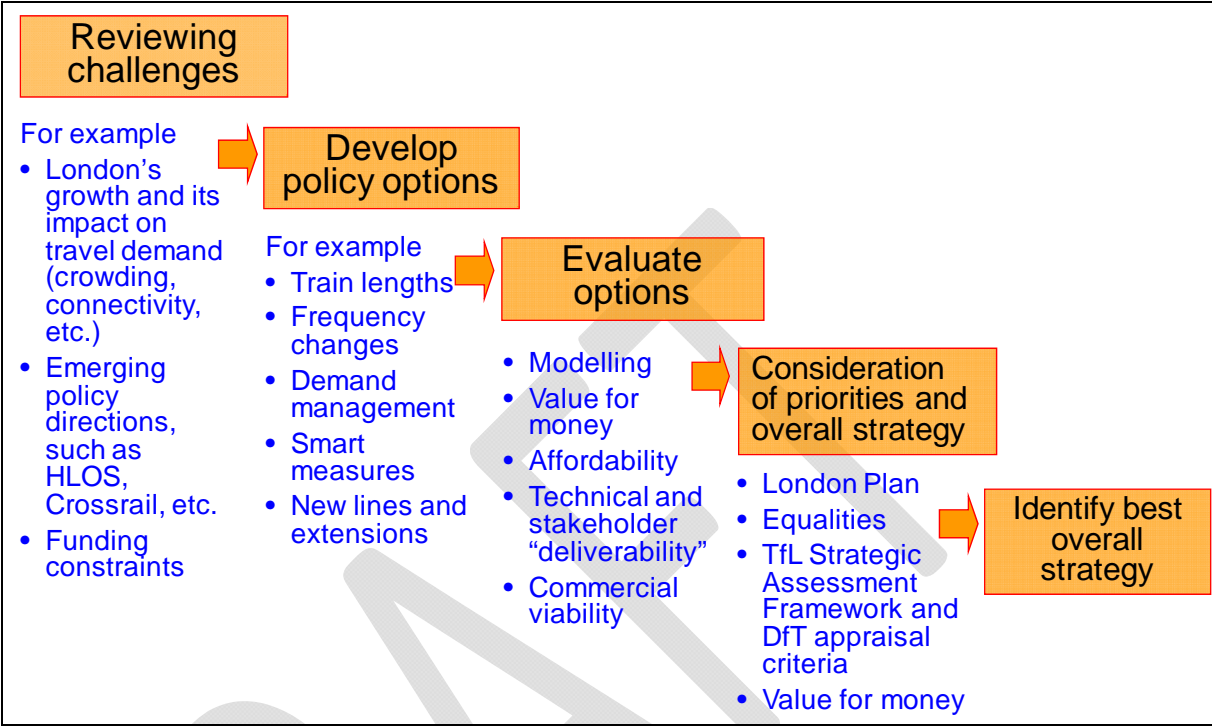 Reviewing
challenges
For example
• London's
growth and its
impact on
travel demand
(crowding,
connectivity,
etc.)
• Emerging
policy
directions,
such as
HLOS,
Crossrail, etc.
• Funding
constraints
Develop
policy options
For example
• Train lengths
• Frequency
changes
• Demand
management
• Smart
measures
• New lines and
extensions
Evaluate
options
• Modelling
• Value for
money
• Affordability
• Technical and
stakeholder
“deliverability”
• Commercial
viability
Consideration
of priorities and
overall strategy
• London Plan
• Equalities
• TfL Strategic
Assessment
Framework and
DfT appraisal
criteria
• Value for money
Identify best
overall
strategy
DRAFT